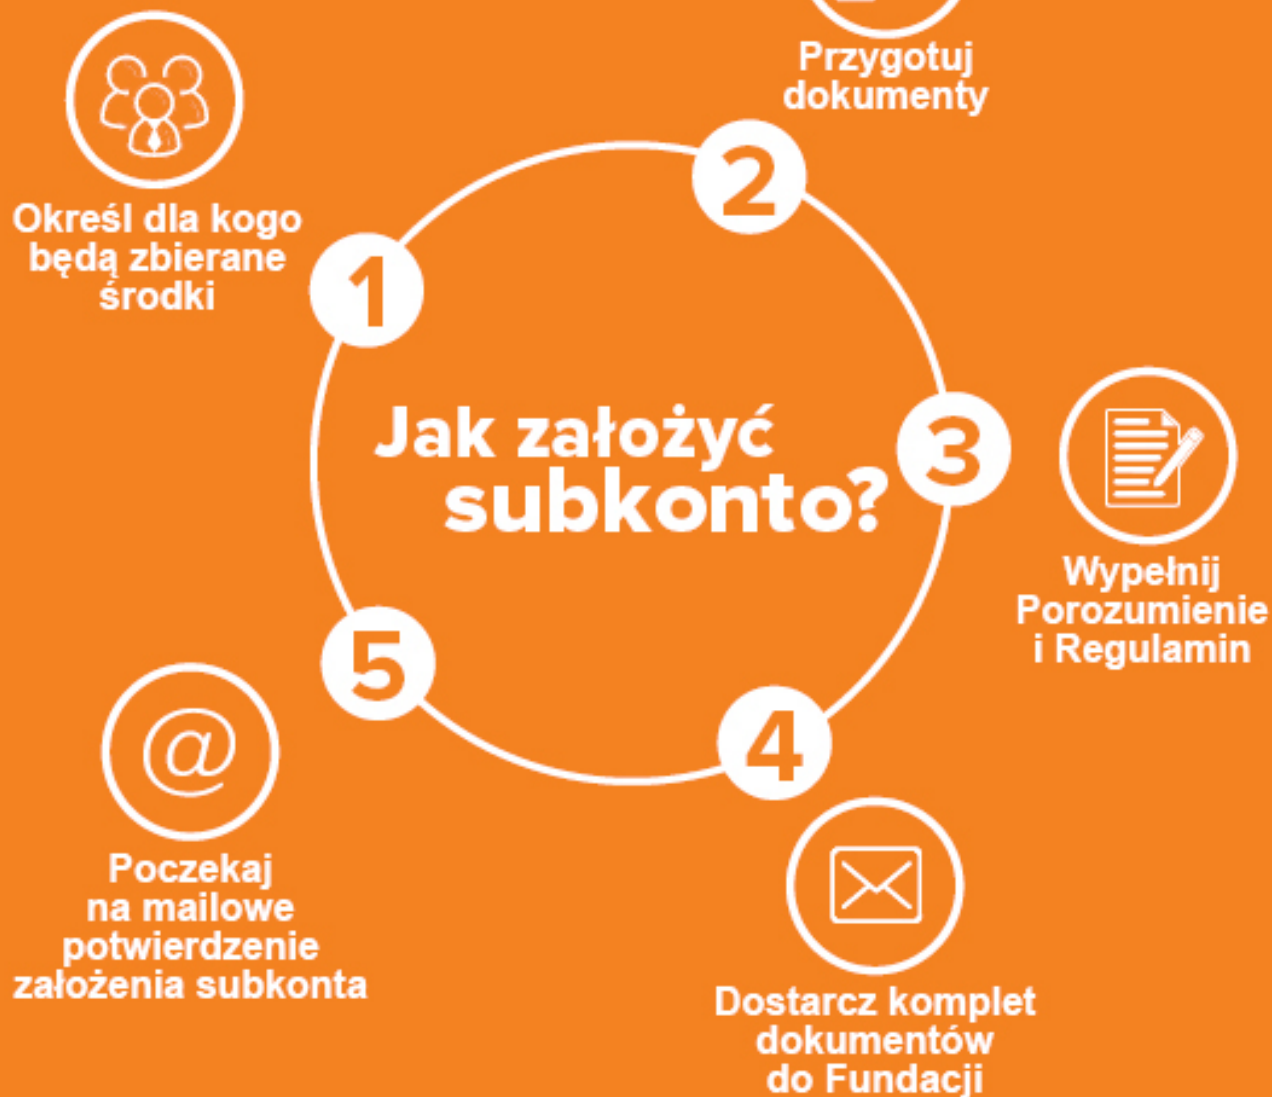 Jak założyć
subkonto?
1
Określ dla kogo
będą zbierane
środki
2
Przygotuj
dokumenty
3
Wypełnij
Porozumienie
i Regulamin
4
Dostarcz komplet
dokumentów
do Fundacji
5
@
Poczekaj
na mailowe
potwierdzenie
założenia subkonta